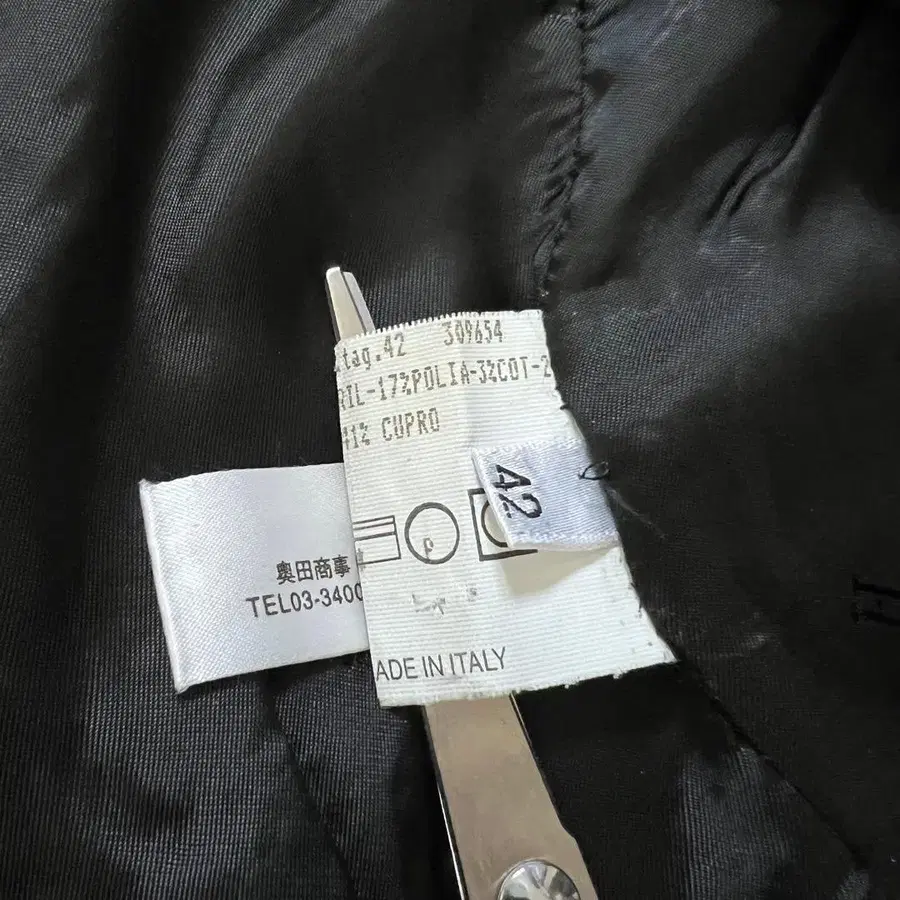 tag.42 309654
RIL-17%POLIA-3%COT-2
41% CUPRO
42
P
奥田商事
TEL03-3400
ADE IN ITALY